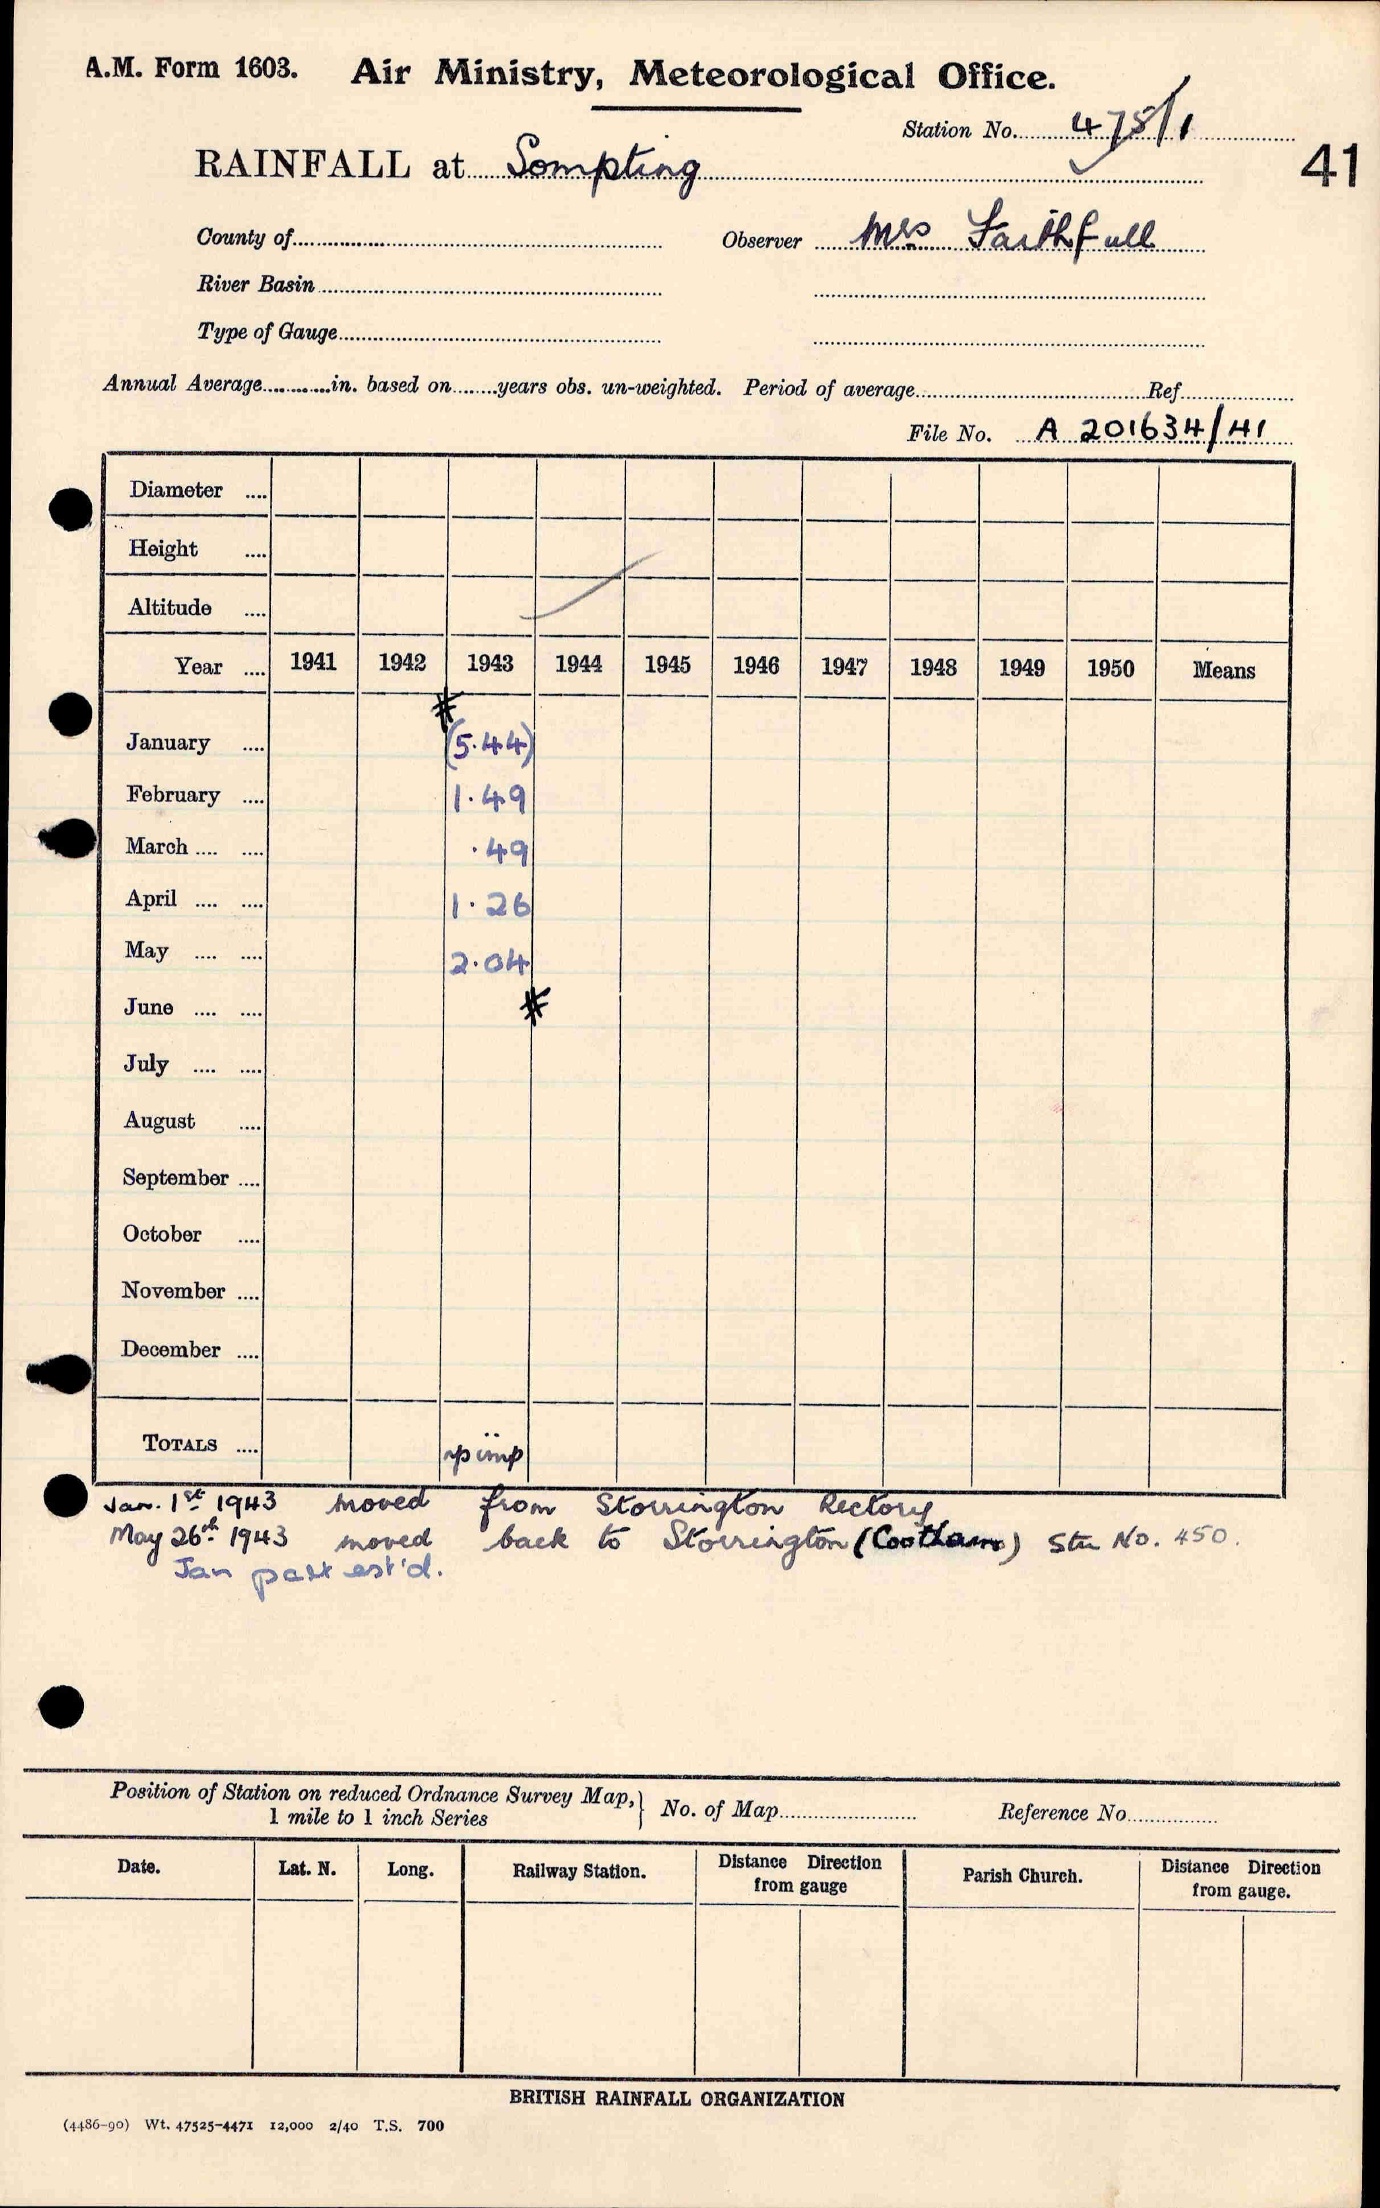 A.M. Form 1603. Air Ministry, Meteorological Office.
Station No. 475/1
41
RAINFALL at Sompting
County of Observer Mrs Faithfull
River Basin
Type of Gauge
Annual Average in. based on years obs. un-weighted. Period of average Ref
File No. A 201634/41
Diameter
Height
Altitude
Year 1941 1942 1943 1944 1945 1946 1947 1948 1949 1950 Means
January (5.44)
February 1.49
March .49
April 1.26
May 2.04
June
July
August
September
October
November
December
TOTALS
Jan. 1st 1943 moved from Storrington Rectory
May 26th 1943 moved back to Storrington (Cootham) Stn No. 450.
Jan part est'd.
Position of Station on reduced Ordnance Survey Map, } No. of Map Reference No
1 mile to 1 inch Series
Date. Lat. N. Long. Railway Station. Distance Direction from gauge Parish Church. Distance Direction from gauge.
BRITISH RAINFALL ORGANIZATION
(4486-90) Wt. 47525-4471 12,000 2/40 T.S. 700